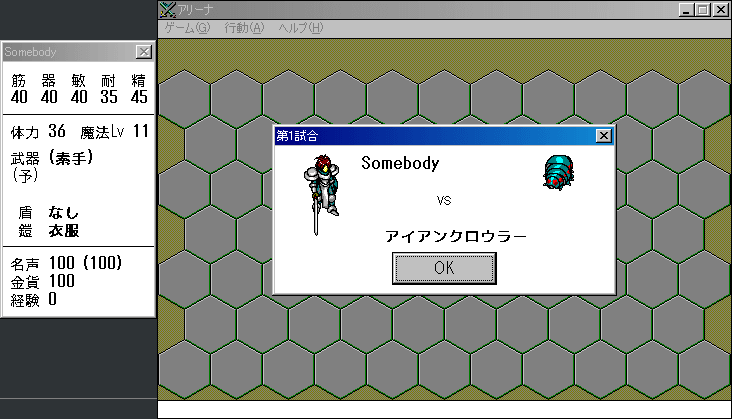 アリーナ
ゲーム(G) 行動(A) ヘルプ(H)
Somebody
筋 器 敏 耐 精
40 40 40 35 45
体力 36 魔法Lv 11
武器 (素手)
(予)
盾 なし
鎧 衣服
名声 100 (100)
金貨 100
経験 0
第1試合
Somebody
VS
アイアンクロウラー
OK